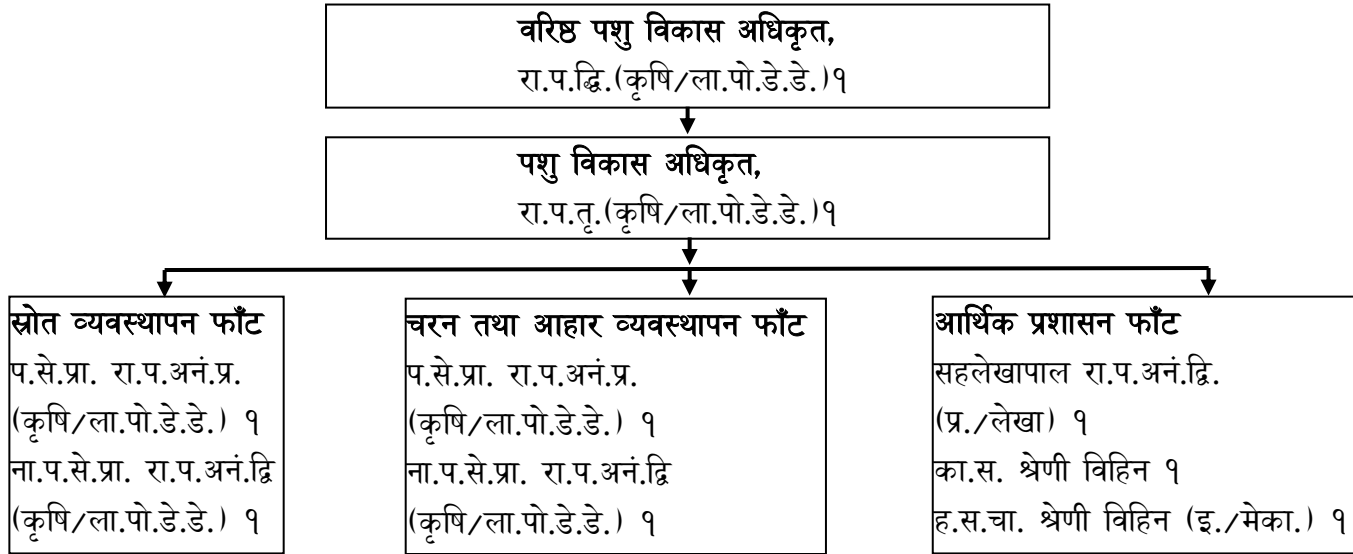 वरिष्ठ पशु विकास अधिकृत,
रा.प.द्धि.(कृषि/ला.पो.डे.डे.)१
पशु विकास अधिकृत,
रा.प.तृ.(कृषि/ला.पो.डे.डे.)१
स्रोत व्यवस्थापन फाँट
प.से.प्रा. रा.प.अनं.प्र.
(कृषि/ला.पो.डे.डे.) १
ना.प.से.प्रा. रा.प.अनं.द्वि
(कृषि/ला.पो.डे.डे.) १
चरन तथा आहार व्यवस्थापन फाँट
प.से.प्रा. रा.प.अनं.प्र.
(कृषि/ला.पो.डे.डे.) १
ना.प.से.प्रा. रा.प.अनं.द्वि
(कृषि/ला.पो.डे.डे.) १
आर्थिक प्रशासन फाँट
सहलेखापाल रा.प.अनं.द्वि.
(प्र./लेखा) १
का.स. श्रेणी विहिन १
ह.स.चा. श्रेणी विहिन (इ./मेका.) १